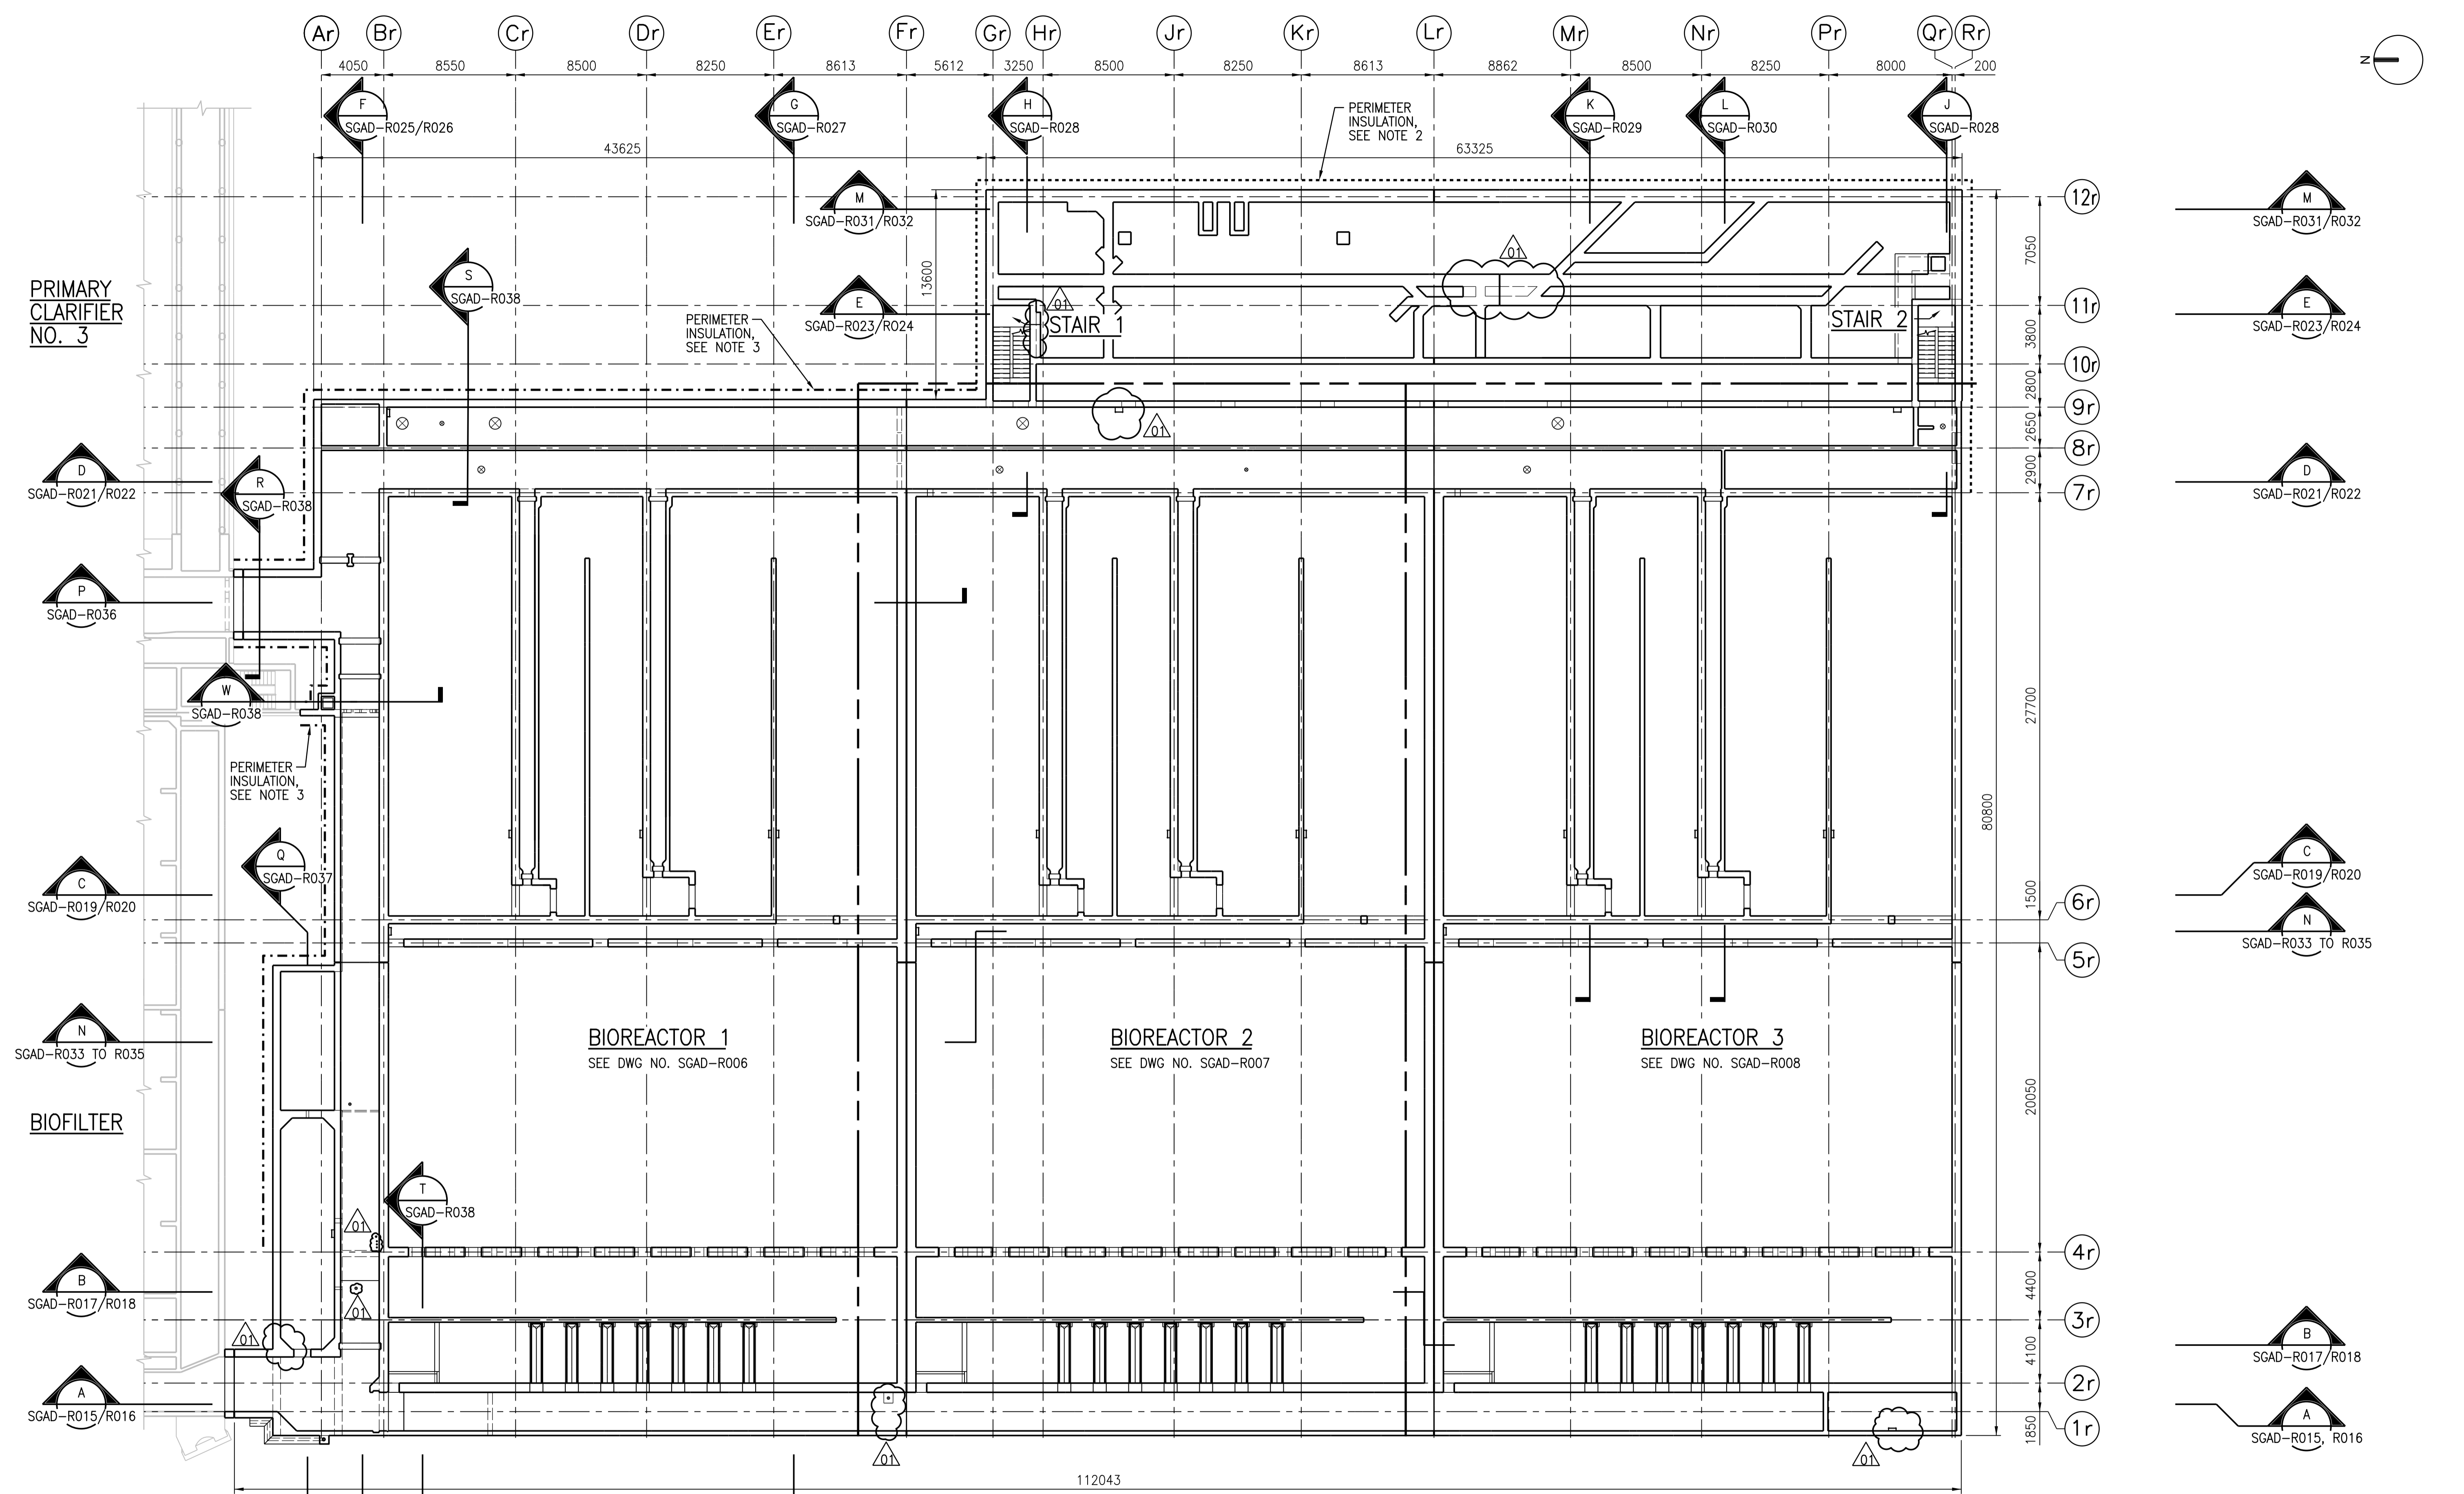 Ar Br Cr Dr Er Fr Gr Hr Jr Kr Lr Mr Nr Pr Qr Rr
4050 8550 8500 8250 8613 5612 3250 8500 8250 8613 8862 8500 8250 8000 200
N
F
SGAD-R025/R026
G
SGAD-R027
H
SGAD-R028
K
SGAD-R029
L
SGAD-R030
J
SGAD-R028
PERIMETER
INSULATION,
SEE NOTE 2
43625
63325
M
SGAD-R031/R032
12r
M
SGAD-R031/R032
7050
13600
S
SGAD-R038
01
PRIMARY
CLARIFIER
NO. 3
E
SGAD-R023/R024
PERIMETER
INSULATION,
SEE NOTE 3
01
STAIR 1
STAIR 2
11r
E
SGAD-R023/R024
3800
10r
2800
9r
01
2650
8r
2900
7r
D
SGAD-R021/R022
R
SGAD-R038
D
SGAD-R021/R022
P
SGAD-R036
W
SGAD-R038
27700
PERIMETER
INSULATION,
SEE NOTE 3
80800
Q
SGAD-R037
C
SGAD-R019/R020
C
SGAD-R019/R020
1500
6r
N
SGAD-R033 TO R035
5r
N
SGAD-R033 TO R035
BIOREACTOR 1
SEE DWG NO. SGAD-R006
BIOREACTOR 2
SEE DWG NO. SGAD-R007
BIOREACTOR 3
SEE DWG NO. SGAD-R008
20050
BIOFILTER
T
SGAD-R038
01
4r
B
SGAD-R017/R018
01
4400
3r
01
4100
B
SGAD-R017/R018
2r
A
SGAD-R015/R016
1850
1r
A
SGAD-R015, R016
01
01
112043